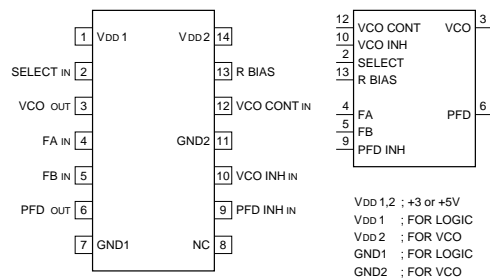 1 VDD 1 VDD 2 14
SELECT IN 2 13 R BIAS
VCO OUT 3 12 VCO CONT IN
FA IN 4 GND2 11
FB IN 5 10 VCO INH IN
PFD OUT 6 9 PFD INH IN
7 GND1 NC 8
12 VCO CONT VCO 3
10 VCO INH
2 SELECT
13 R BIAS
4 FA PFD 6
5 FB
9 PFD INH
VDD 1,2 ; +3 or +5V
VDD 1 ; FOR LOGIC
VDD 2 ; FOR VCO
GND1 ; FOR LOGIC
GND2 ; FOR VCO